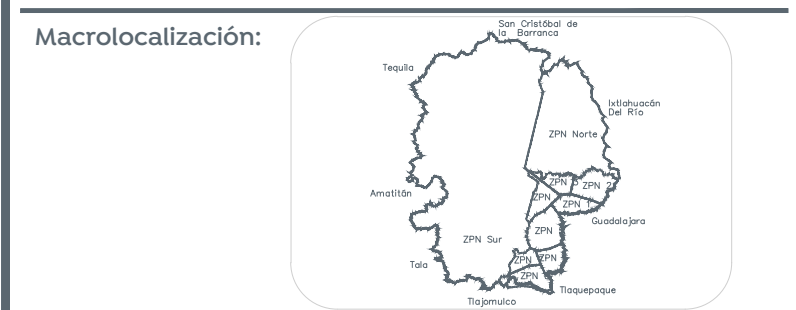 Macrolocalización:
San Cristóbal de
la Barranca
Tequila
Ixtlahuacán
Del Río
ZPN Norte
ZPN
ZPN 2
Amatitán
ZPN
ZPN 1
Guadalajara
ZPN Sur
ZPN
ZPN
ZPN
Tala
ZPN
Tlajomulco
Tlaquepaque